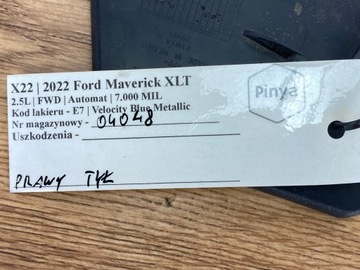 X22 | 2022 Ford Maverick XLT
2.5L | FWD | Automat | 7.000 MIL
Kod lakieru - E7 | Velocity Blue Metallic
Nr magazynowy - 04048
Uszkodzenia -
Pinya
PRAWY TYŁ